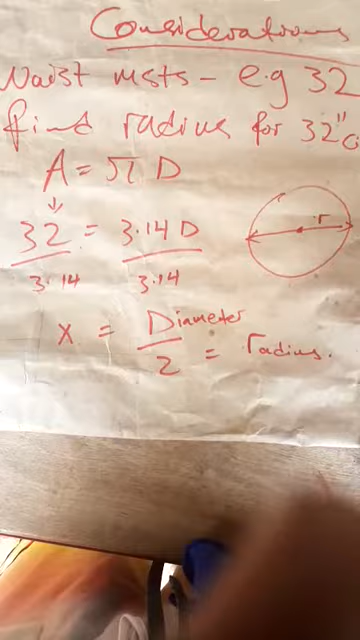 Considerations
Waist msts - e.g 32
find radius for 32"
A = π D
32 = 3.14 D
3.14 3.14
r
x = Diameter
2 = radius.